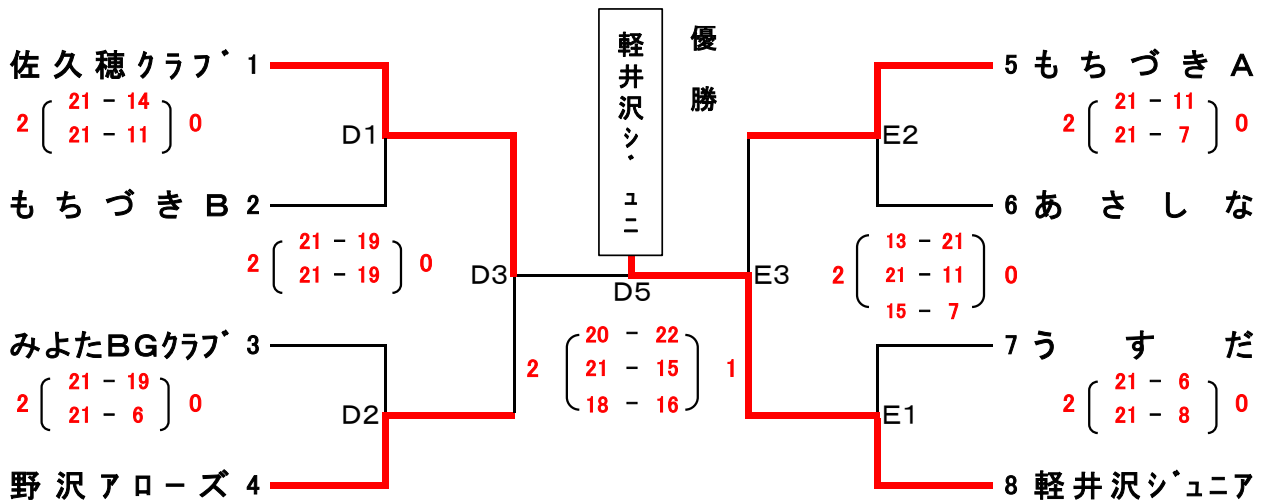 優勝
軽井沢ジュニ
佐久穂クラブ 1
2 21 - 14 0
21 - 11
D1
もちづきB 2
2 21 - 19 0
21 - 19
D3
みよたBGクラブ 3
2 21 - 19 0
21 - 6
D2
野沢アローズ 4
D5
2 20 - 22 1
21 - 15
18 - 16
5 もちづきA
2 21 - 11 0
21 - 7
E2
6 あさしな
2 13 - 21 0
21 - 11
15 - 7
E3
7 うすだ
2 21 - 6 0
21 - 8
E1
8 軽井沢ジュニア